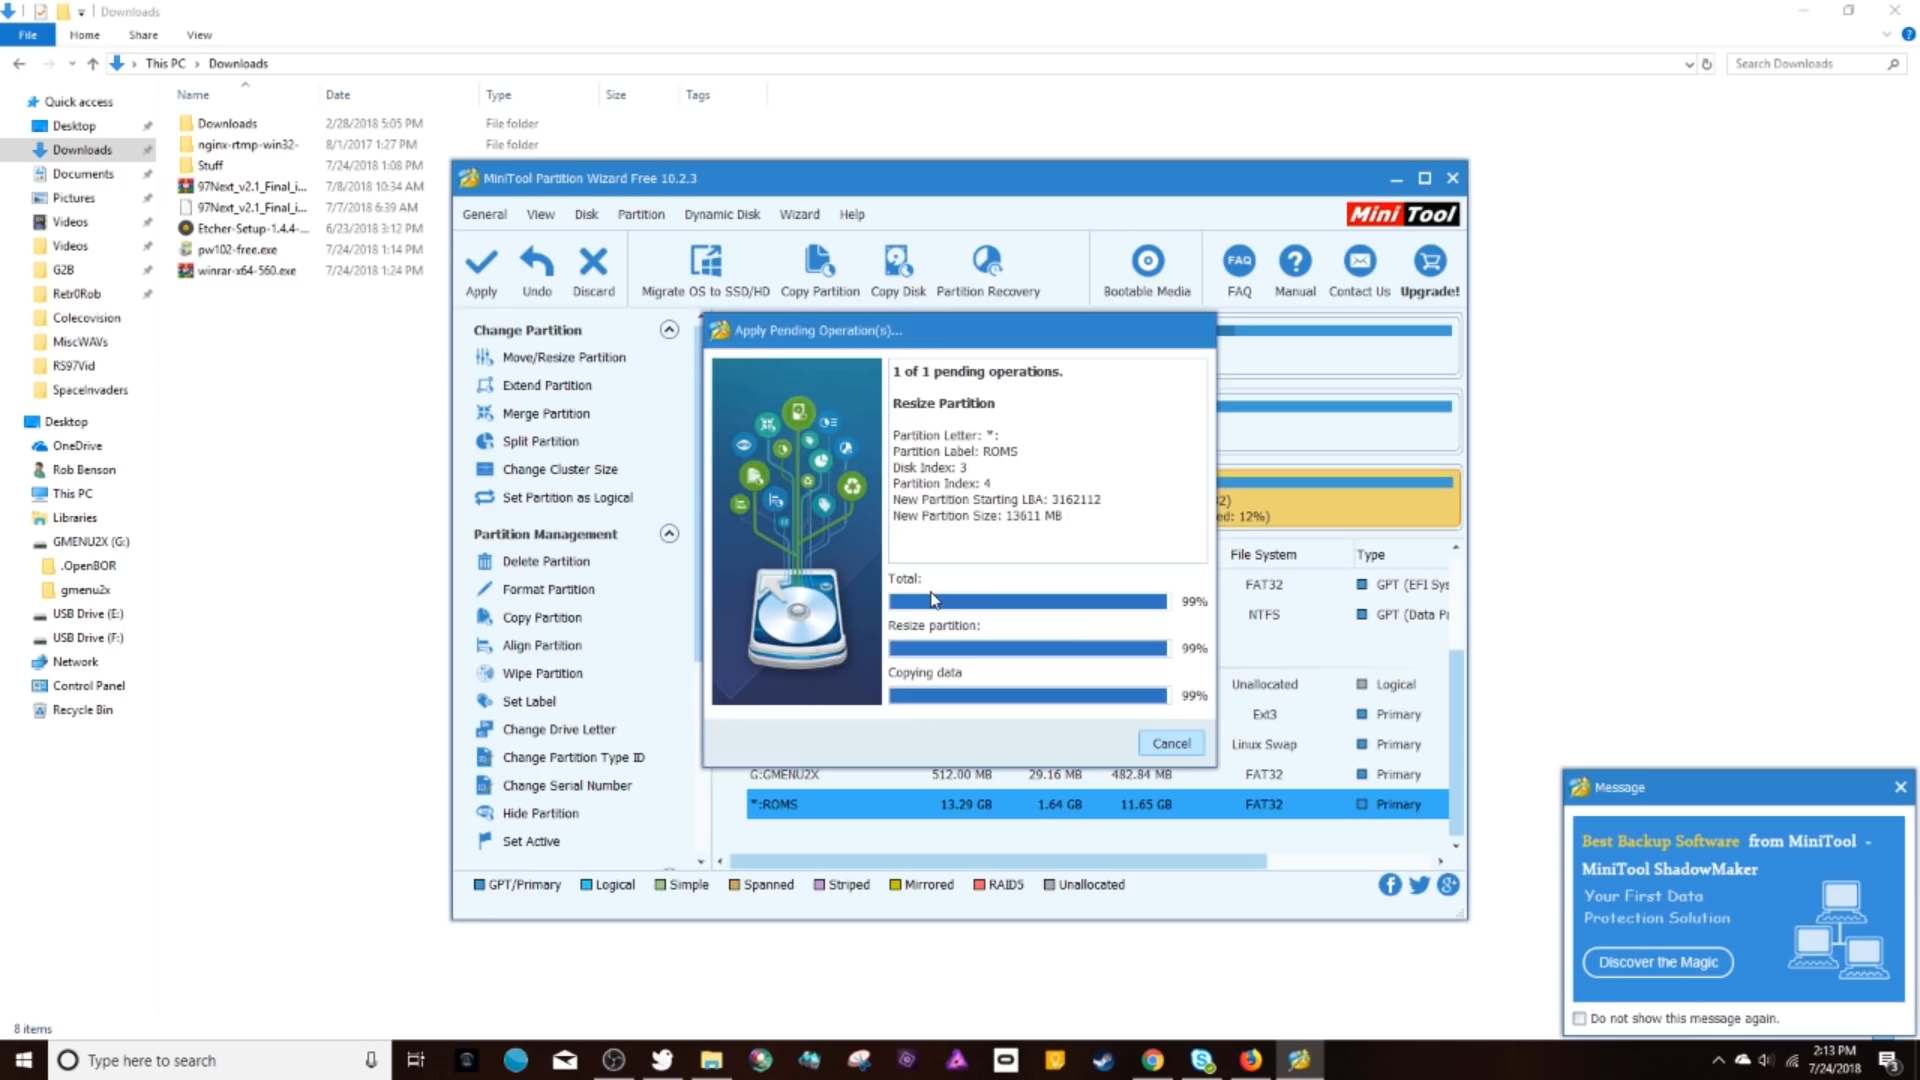 Downloads
File
Home
Share
View
This PC
Downloads
Search Downloads
Name
Date
Type
Size
Tags
Quick access
Desktop
Downloads
Documents
Pictures
Videos
Videos
G2B
Retr0Rob
Colecovision
MiscWAVs
RS97Vid
SpaceInvaders
Desktop
OneDrive
Rob Benson
This PC
Libraries
GMENU2X (G:)
.OpenBOR
gmenu2x
USB Drive (E:)
USB Drive (F:)
Network
Control Panel
Recycle Bin
Downloads 2/28/2018 5:05 PM File folder
nginx-rtmp-win32- 8/1/2017 1:27 PM File folder
Stuff 7/24/2018 1:08 PM
97Next_v2.1_Final_i... 7/8/2018 10:34 AM
97Next_v2.1_Final_i... 7/7/2018 6:39 AM
Etcher-Setup-1.4.4-... 6/23/2018 3:12 PM
pw102-free.exe 7/24/2018 1:14 PM
winrar-x64-560.exe 7/24/2018 1:24 PM
MiniTool Partition Wizard Free 10.2.3
General View Disk Partition Dynamic Disk Wizard Help
Mini Tool
Apply
Undo
Discard
Migrate OS to SSD/HD
Copy Partition
Copy Disk
Partition Recovery
Bootable Media
FAQ
FAQ
?
Manual
Contact Us
Upgrade!
Change Partition
Move/Resize Partition
Extend Partition
Merge Partition
Split Partition
Change Cluster Size
Set Partition as Logical
Partition Management
Delete Partition
Format Partition
Copy Partition
Align Partition
Wipe Partition
Set Label
Change Drive Letter
Change Partition Type ID
Change Serial Number
Hide Partition
Set Active
Apply Pending Operation(s)...
1 of 1 pending operations.
Resize Partition
Partition Letter: *:
Partition Label: ROMS
Disk Index: 3
Partition Index: 4
New Partition Starting LBA: 3162112
New Partition Size: 13611 MB
Total:
99%
Resize partition:
99%
Copying data
99%
Cancel
32)
ed: 12%)
File System Type
FAT32 GPT (EFI Sys
NTFS GPT (Data Pa
Unallocated Logical
Ext3 Primary
Linux Swap Primary
G:GMENU2X 512.00 MB 29.16 MB 482.84 MB FAT32 Primary
*:ROMS 13.29 GB 1.64 GB 11.65 GB FAT32 Primary
GPT/Primary Logical Simple Spanned Striped Mirrored RAID5 Unallocated
Message
Best Backup Software from MiniTool -
MiniTool ShadowMaker
Your First Data
Protection Solution
Discover the Magic
Do not show this message again.
8 items
Type here to search
2:13 PM
7/24/2018
3